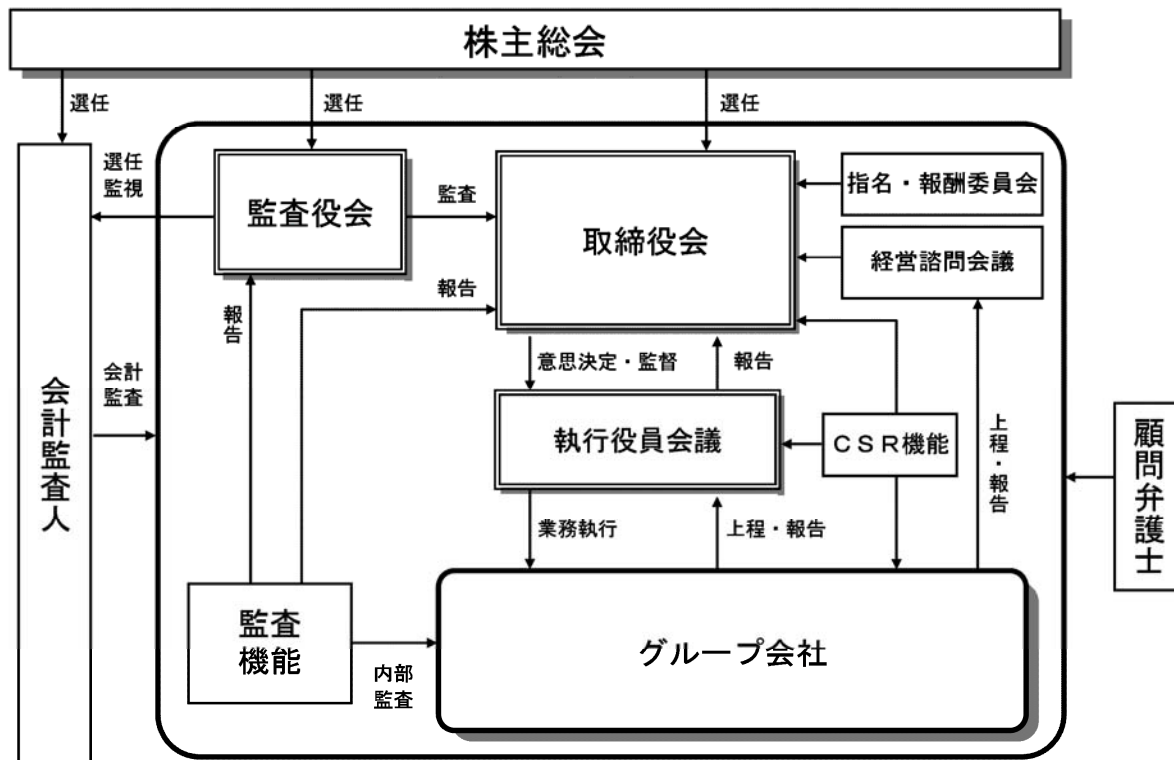 株主総会
選任
選任
選任
選任
監視
監査役会
監査
取締役会
指名・報酬委員会
経営諮問会議
報告
報告
会計
監査
意思決定・監督
報告
執行役員会議
CSR機能
上程・報告
会計監査人
顧問弁護士
業務執行
上程・報告
監査
機能
内部
監査
グループ会社